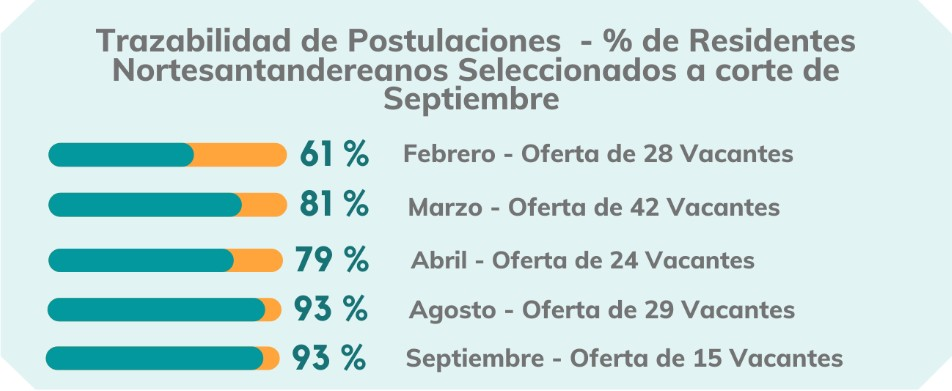 Trazabilidad de Postulaciones - % de Residentes
Nortesantandereanos Seleccionados a corte de
Septiembre
61 % Febrero - Oferta de 28 Vacantes
81 % Marzo - Oferta de 42 Vacantes
79 % Abril - Oferta de 24 Vacantes
93 % Agosto - Oferta de 29 Vacantes
93 % Septiembre - Oferta de 15 Vacantes